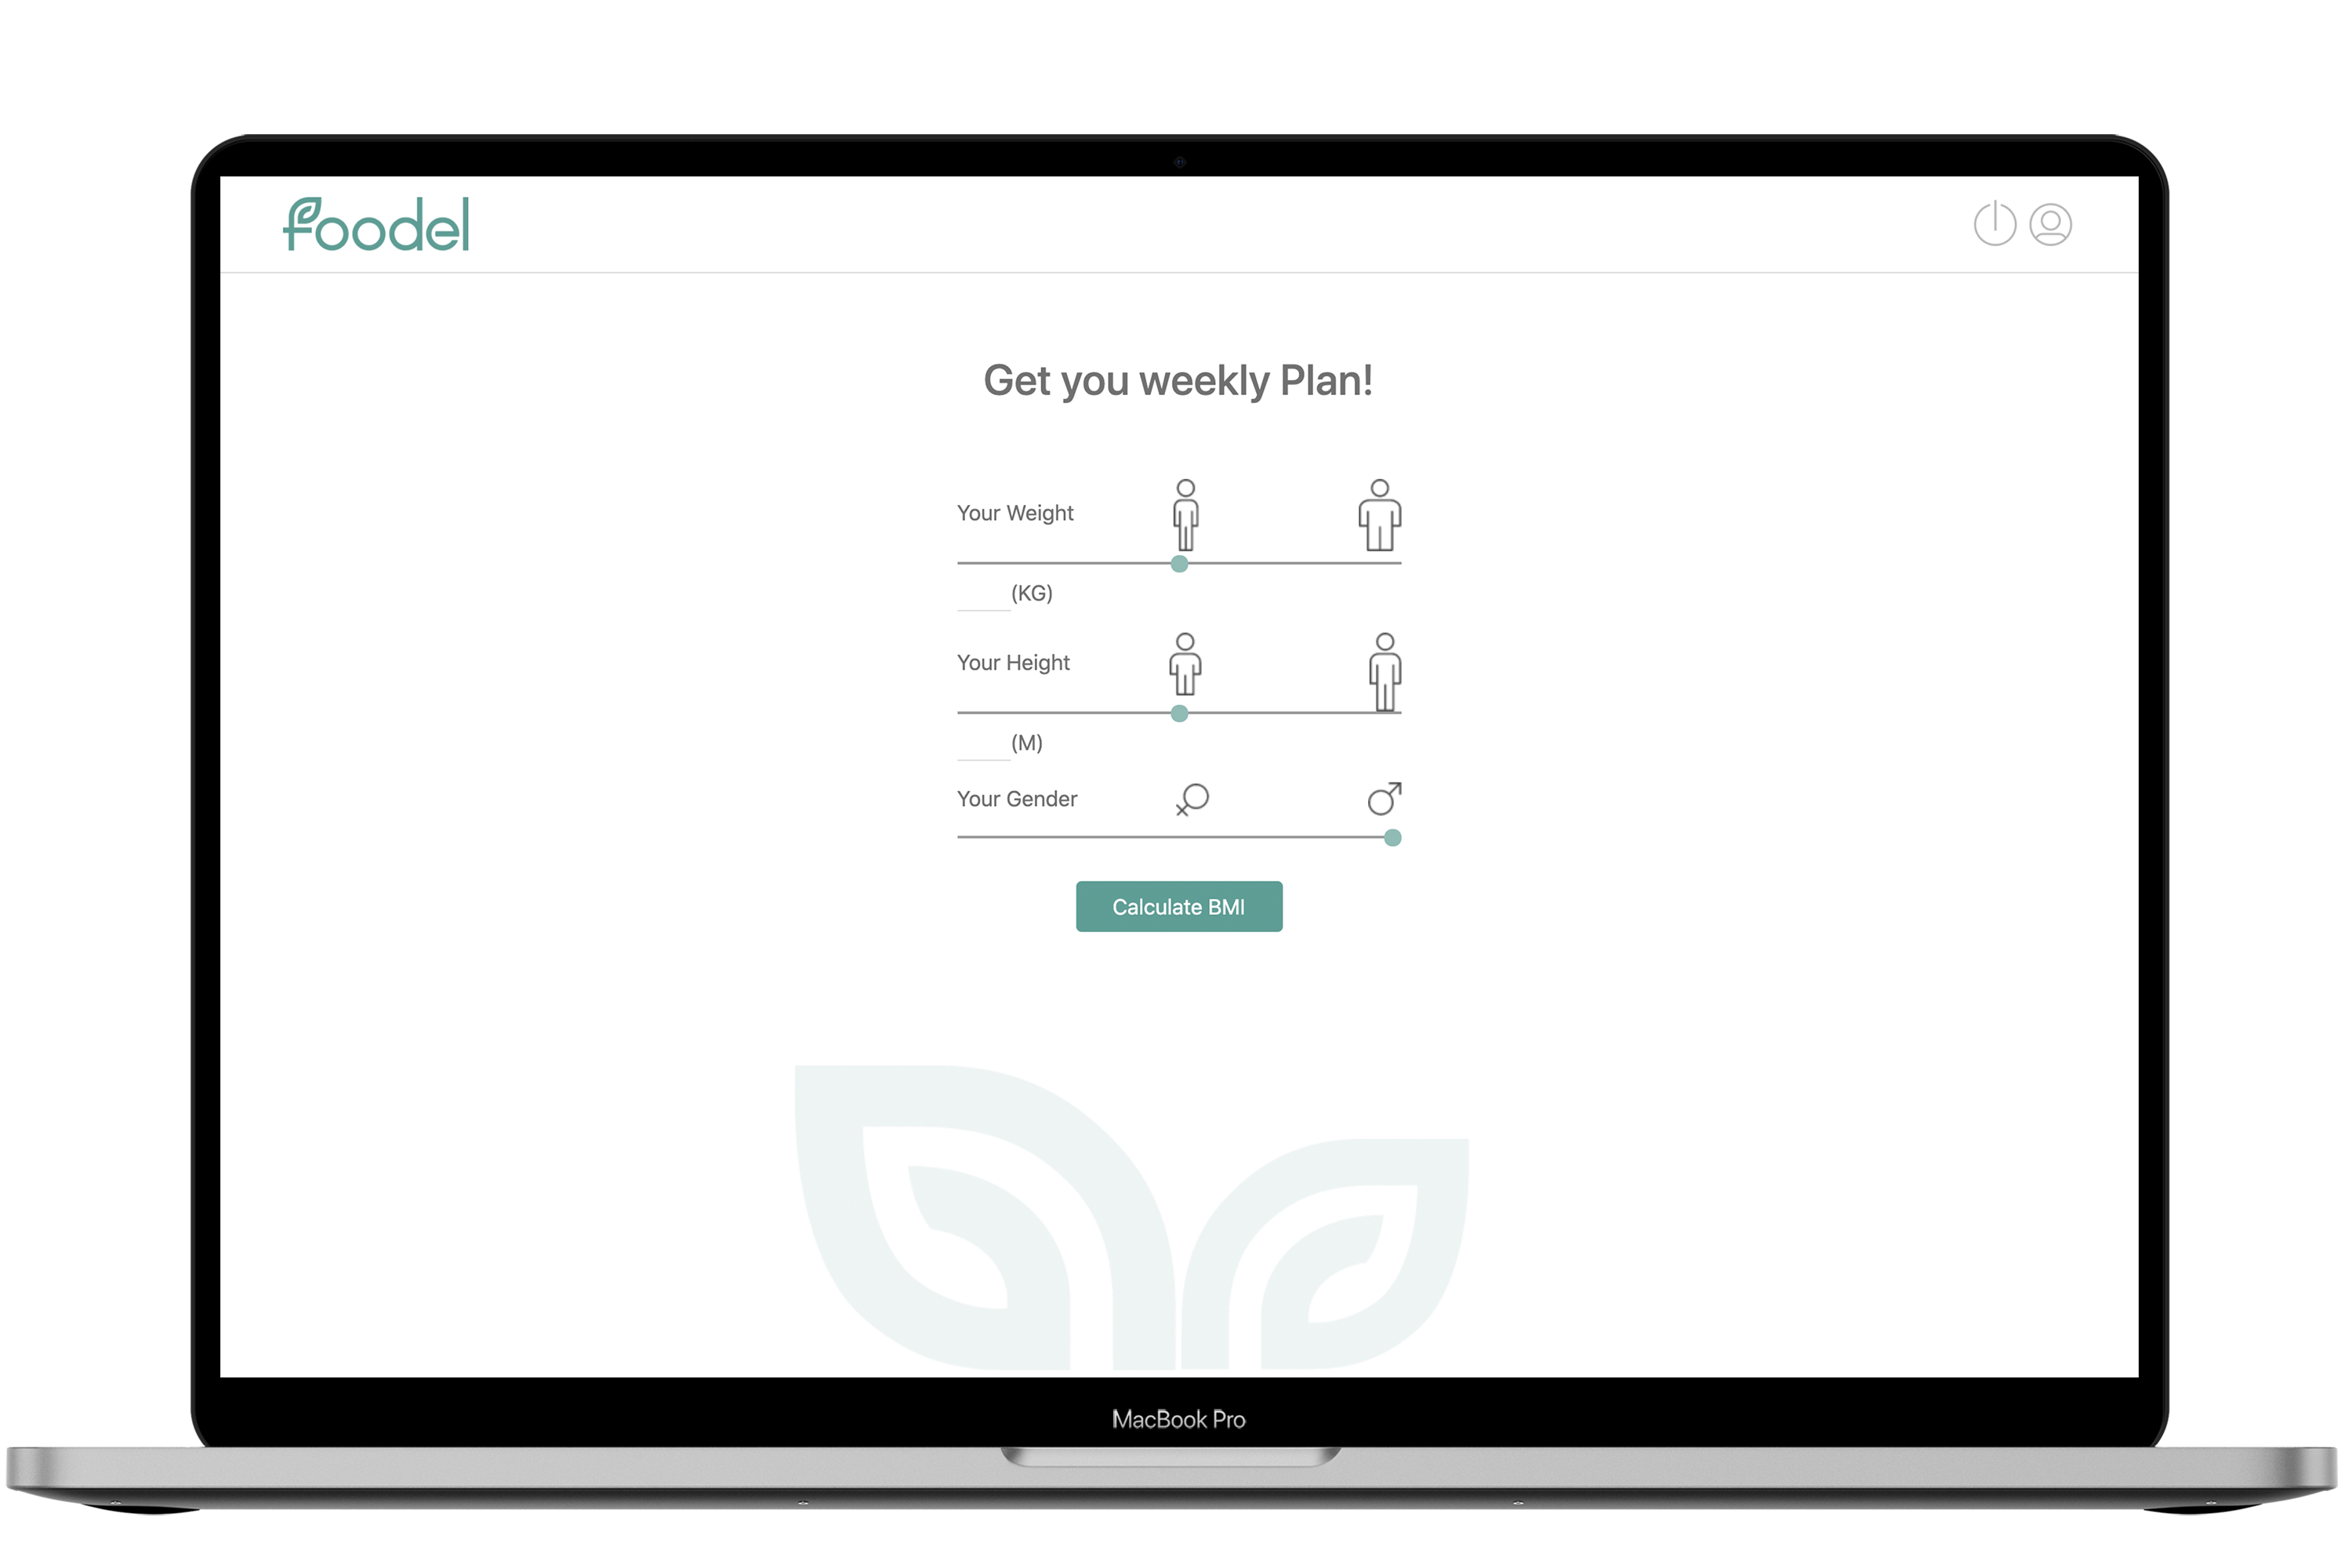 foodel
Get you weekly Plan!
Your Weight
(KG)
Your Height
(M)
Your Gender
Calculate BMI
MacBook Pro